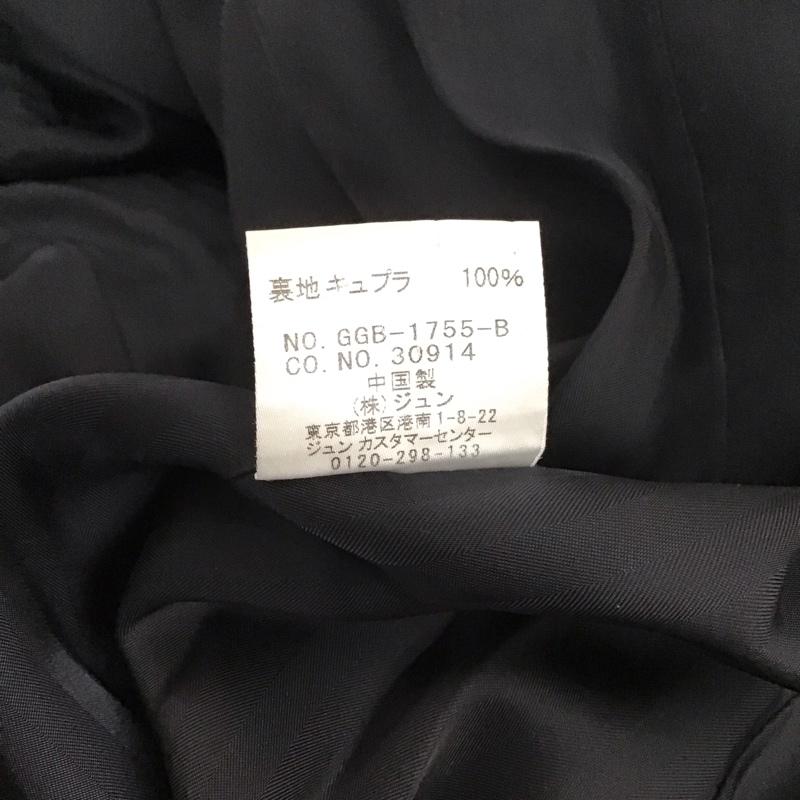 裏地キュプラ 100%
NO. GGB-1755-B
CO. NO. 30914
中国製
(株)ジュン
東京都港区港南1-8-22
ジュン カスタマーセンター
0120-298-133